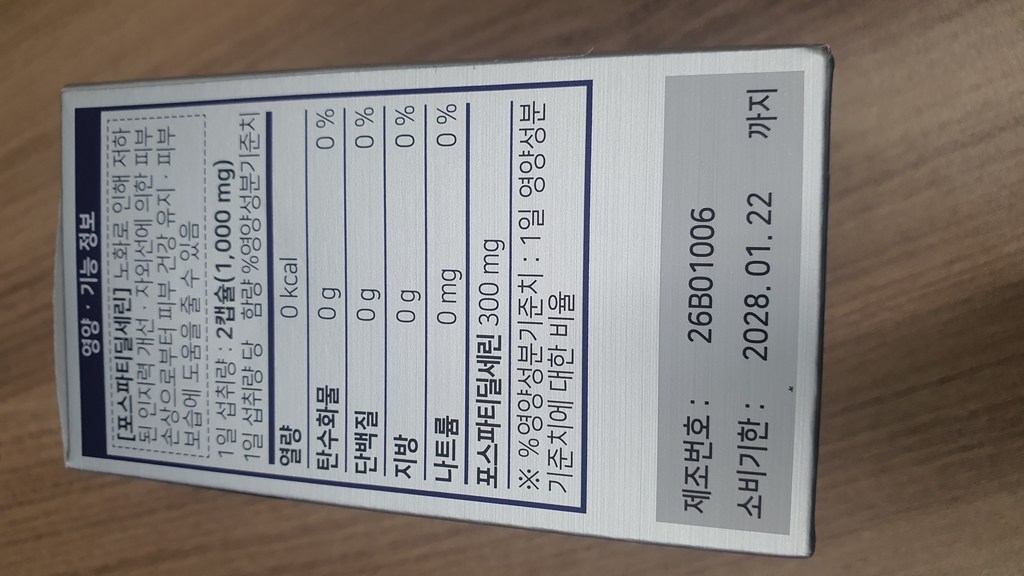 영양 · 기능 정보
[포스파티딜세린] 노화로 인해 저하
된 인지력 개선 · 자외선에 의한 피부
손상으로부터 피부 건강 유지 · 피부
보습에 도움을 줄 수 있음
1일 섭취량 : 2캡슐(1,000 mg)
1일 섭취량 당 함량 %영양성분기준치
열량 0 kcal
탄수화물 0 g 0 %
단백질 0 g 0 %
지방 0 g 0 %
나트륨 0 mg 0 %
포스파티딜세린 300 mg
※ %영양성분기준치 : 1일 영양성분
기준치에 대한 비율
제조번호 : 26B01006
소비기한 : 2028. 01. 22 까지